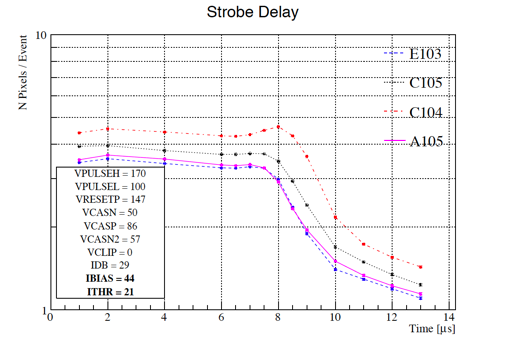 Strobe Delay
N Pixels / Event
10
E103
C105
C104
A105
VPULSEH = 170
VPULSEL = 100
VRESETP = 147
VCASN = 50
VCASP = 86
VCASN2 = 57
VCLIP = 0
IDB = 29
IBIAS = 44
ITHR = 21
1
0 2 4 6 8 10 12 14
Time [µs]